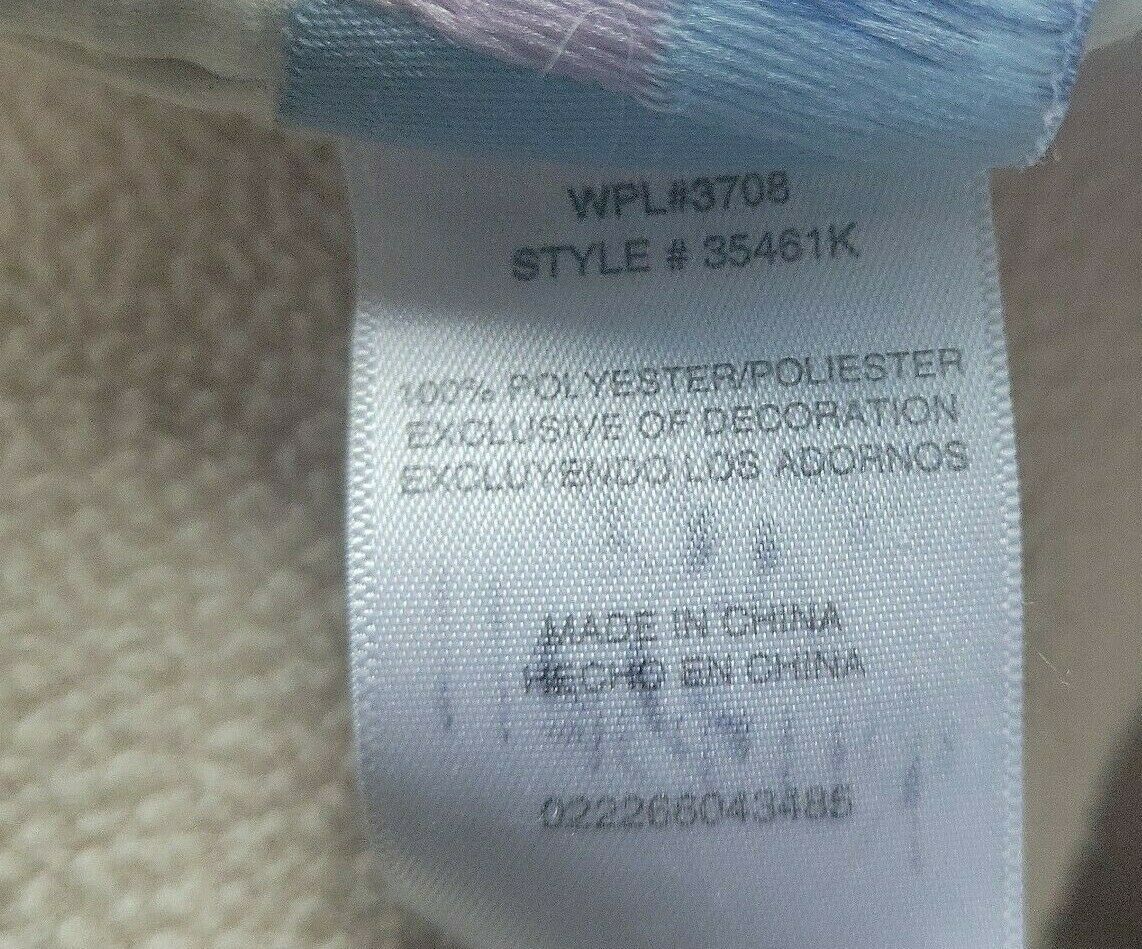 WPL#3708
STYLE # 35461K
100% POLYESTER/POLIESTER
EXCLUSIVE OF DECORATION
EXCLUYENDO LOS ADORNOS
MADE IN CHINA
HECHO EN CHINA
022268043485